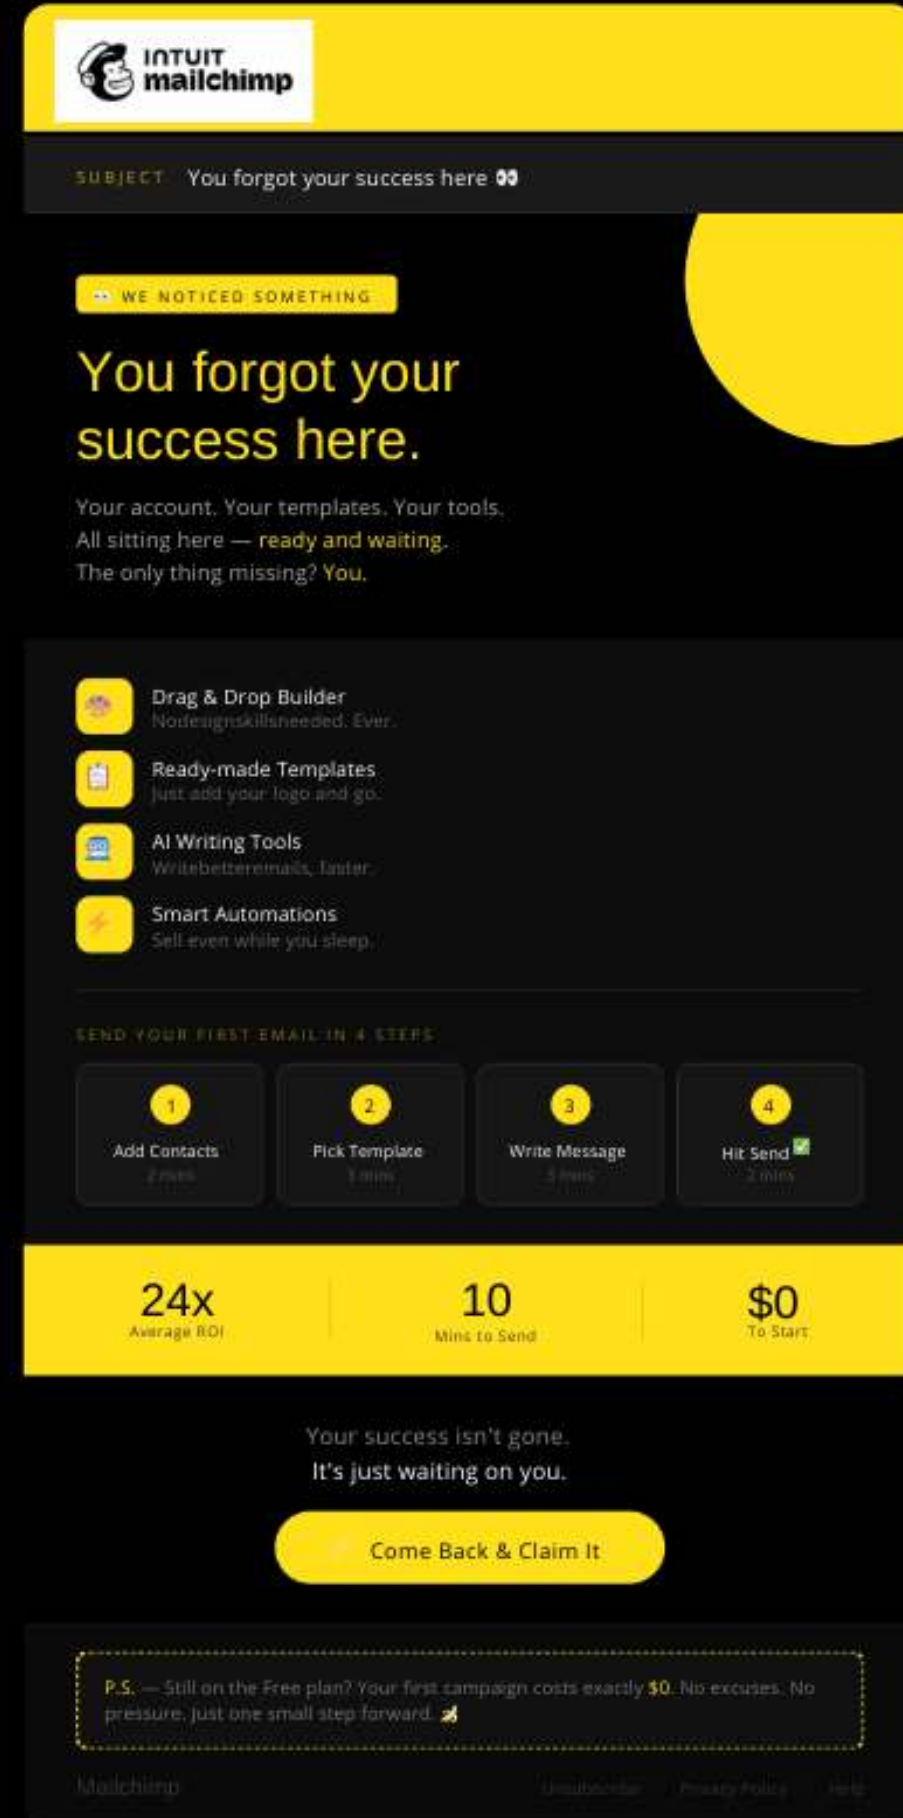 INTUIT
mailchimp
SUBJECT You forgot your success here 👀
👀 WE NOTICED SOMETHING
You forgot your
success here.
Your account. Your templates. Your tools.
All sitting here — ready and waiting.
The only thing missing? You.
Drag & Drop Builder
Nodesignskillsneeded. Ever.
Ready-made Templates
Just add your logo and go.
AI Writing Tools
Writebetteremails, faster.
Smart Automations
Sell even while you sleep.
SEND YOUR FIRST EMAIL IN 4 STEPS
1 2 3 4
Add Contacts Pick Template Write Message Hit Send ✅
2 mins mins mins 2 mins
24x 10 $0
Average ROI Mins to Send To Start
Your success isn't gone.
It's just waiting on you.
Come Back & Claim It
P.S. — Still on the Free plan? Your first campaign costs exactly $0. No excuses. No
pressure. Just one small step forward.
Mailchimp Unsubscribe Privacy Policy Help